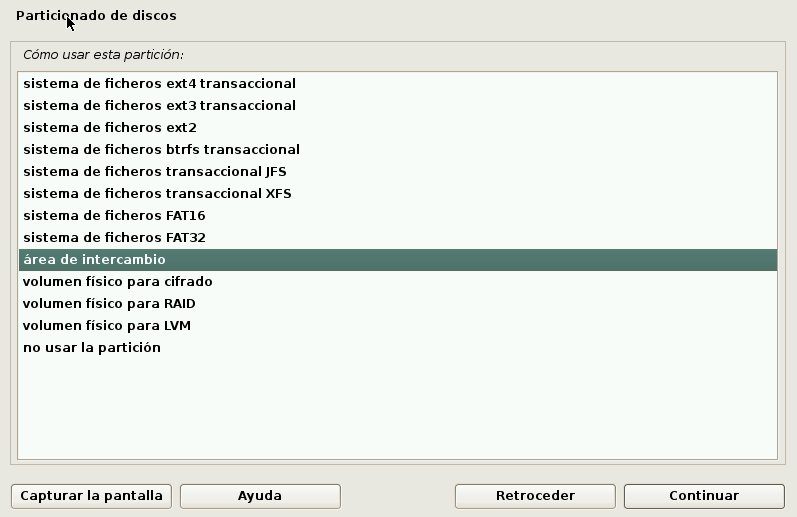 Particionado de discos
Cómo usar esta partición:
sistema de ficheros ext4 transaccional
sistema de ficheros ext3 transaccional
sistema de ficheros ext2
sistema de ficheros btrfs transaccional
sistema de ficheros transaccional JFS
sistema de ficheros transaccional XFS
sistema de ficheros FAT16
sistema de ficheros FAT32
área de intercambio
volumen físico para cifrado
volumen físico para RAID
volumen físico para LVM
no usar la partición
Capturar la pantalla Ayuda Retroceder Continuar